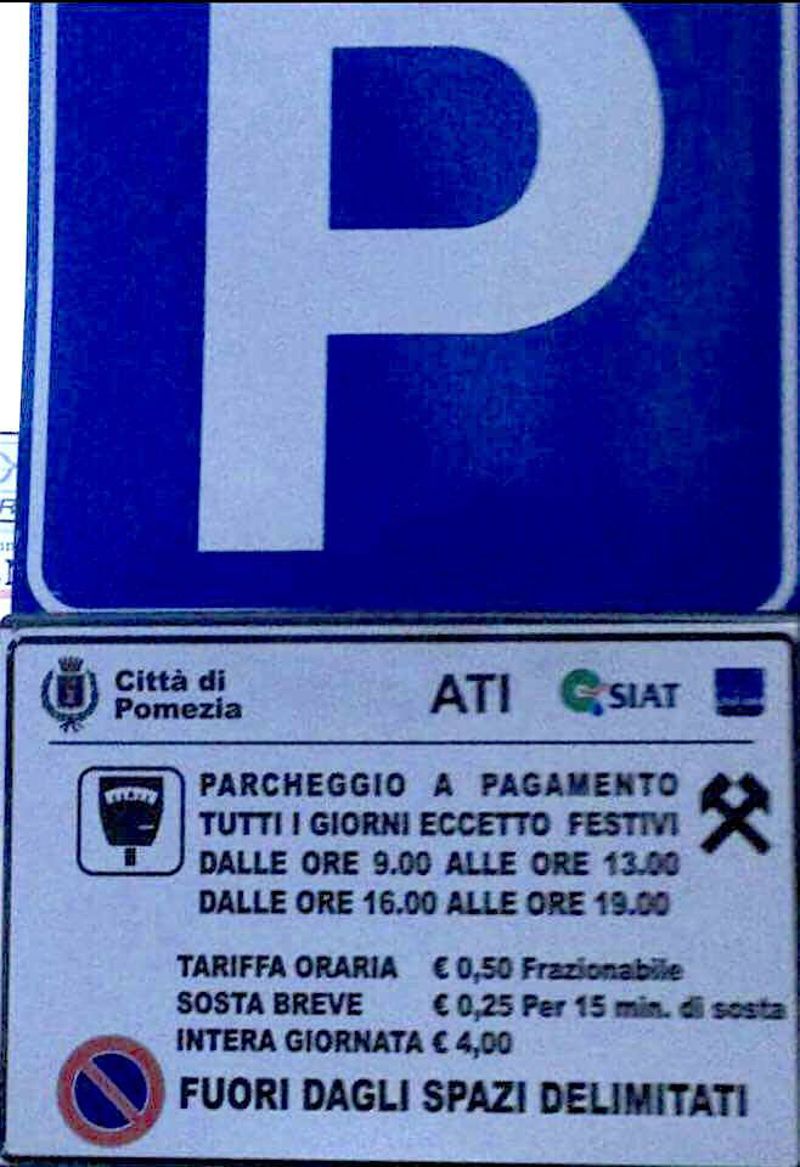 P
Città di
Pomezia
ATI
SIAT
PARCHEGGIO A PAGAMENTO
TUTTI I GIORNI ECCETTO FESTIVI
DALLE ORE 9.00 ALLE ORE 13.00
DALLE ORE 16.00 ALLE ORE 19.00
TARIFFA ORARIA € 0,50 Frazionabile
SOSTA BREVE € 0,25 Per 15 min. di sosta
INTERA GIORNATA € 4,00
FUORI DAGLI SPAZI DELIMITATI